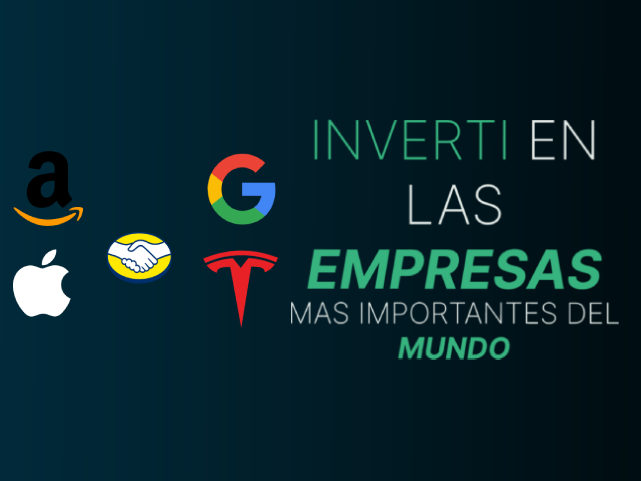 INVERTI EN
LAS
EMPRESAS
MAS IMPORTANTES DEL
MUNDO